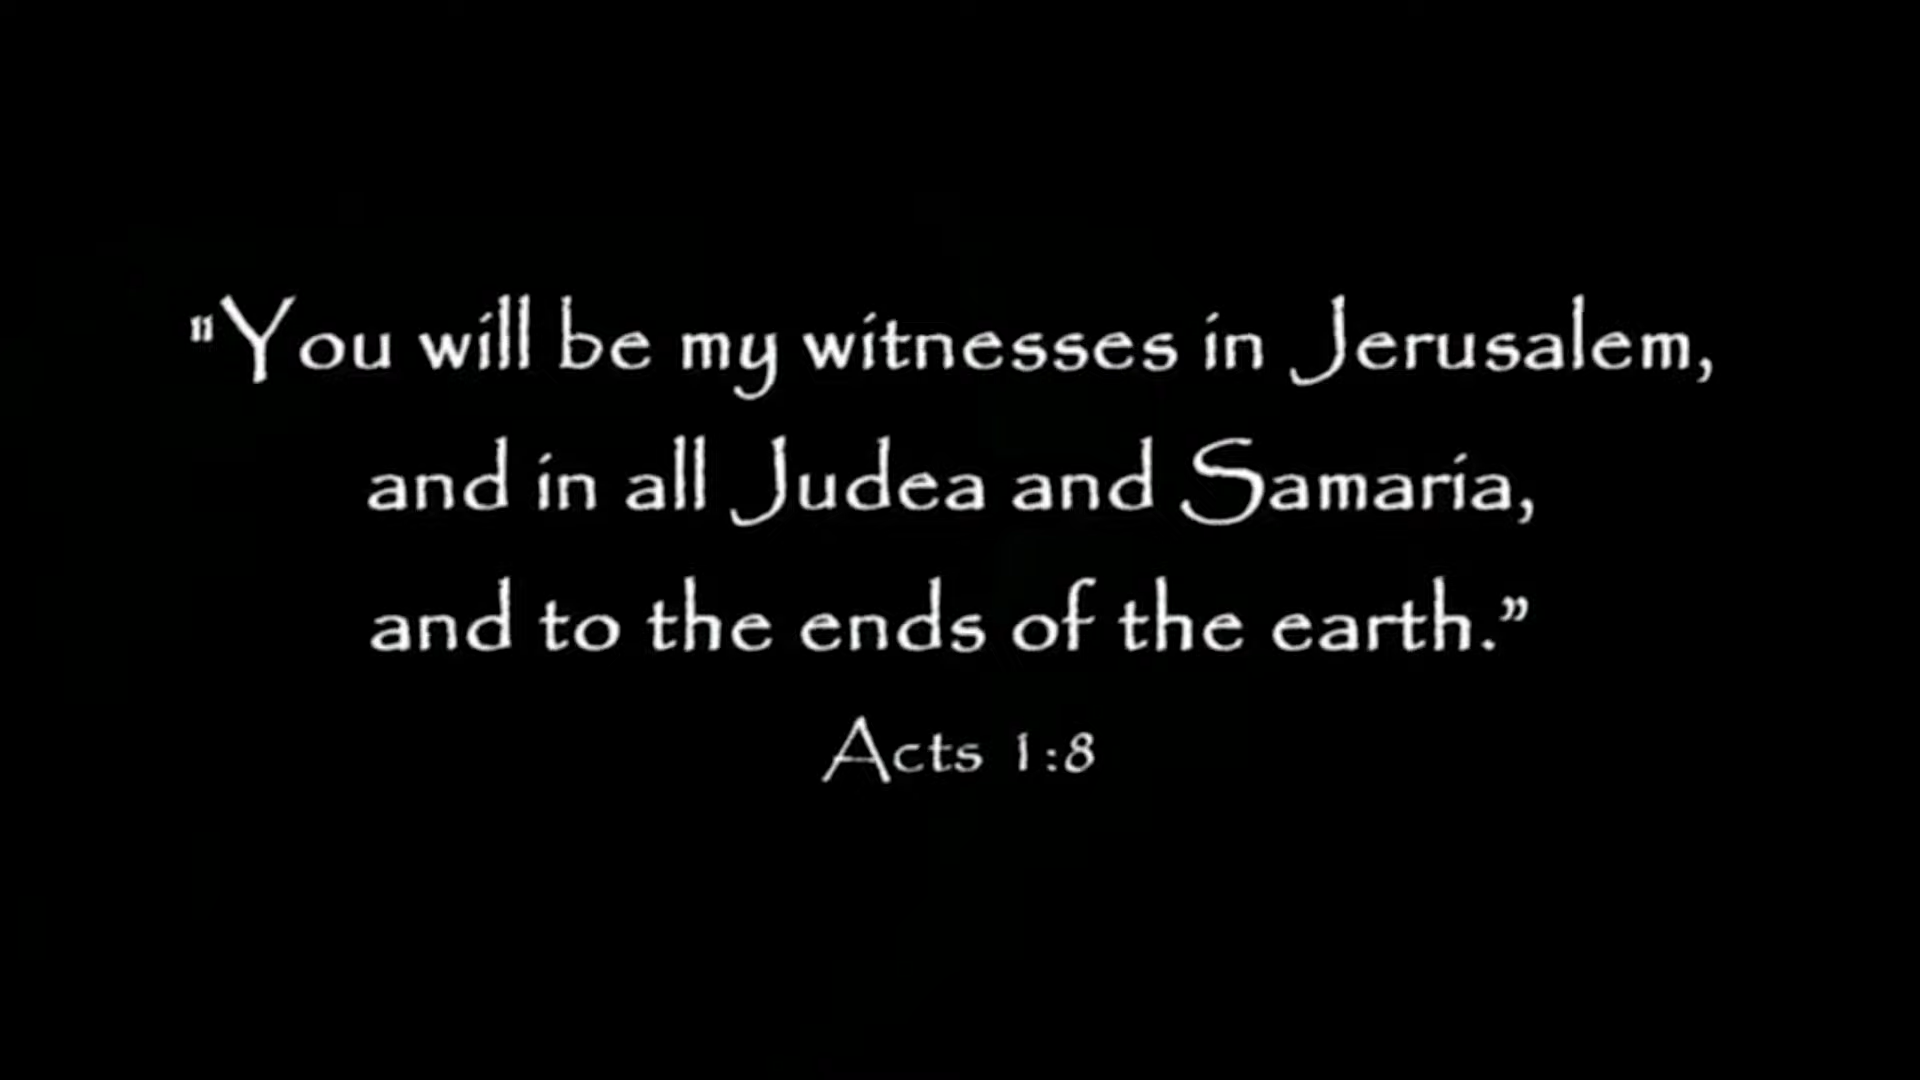 "You will be my witnesses in Jerusalem,
and in all Judea and Samaria,
and to the ends of the earth.”
Acts 1:8